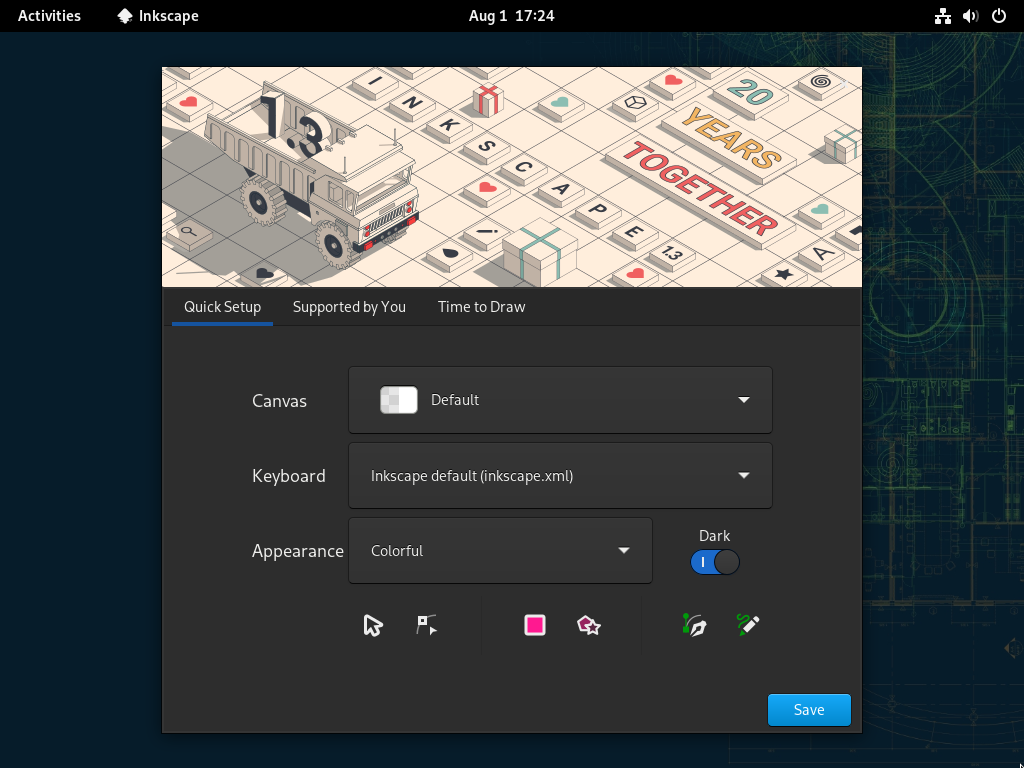 Activities
Inkscape
Aug 1 17:24
1.3
INKSCAPE 1.3
20
YEARS
TOGETHER
!
A
Quick Setup
Supported by You
Time to Draw
Canvas
Default
Keyboard
Inkscape default (inkscape.xml)
Appearance
Colorful
Dark
Save